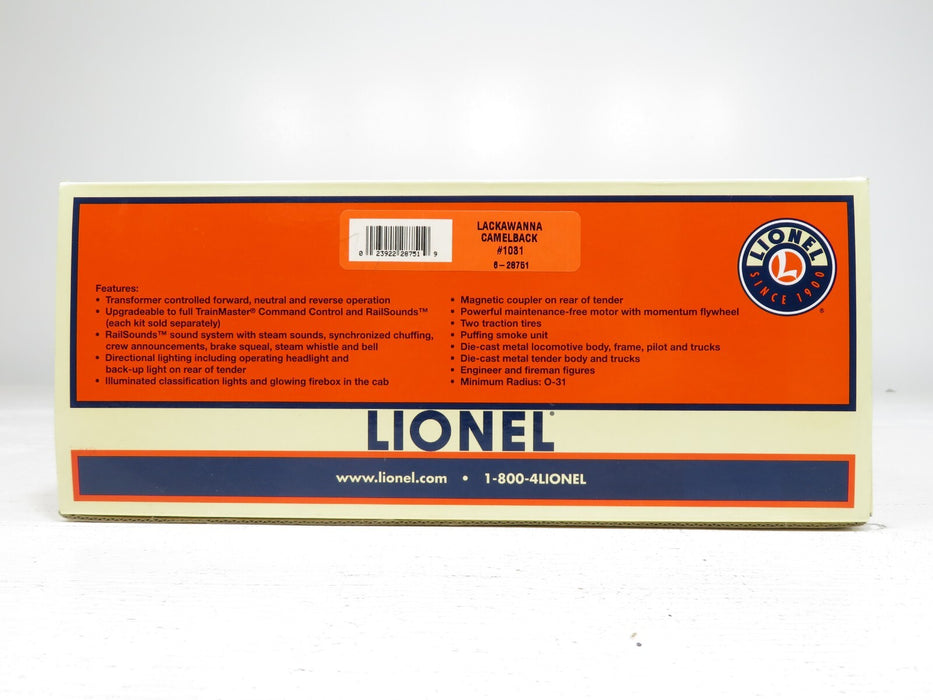 LACKAWANNA
CAMELBACK
#1031
6-28751
0 23922 28751 9
LIONEL
L
SINCE 1900
®
Features:
• Transformer controlled forward, neutral and reverse operation
• Upgradeable to full TrainMaster® Command Control and RailSounds™
(each kit sold separately)
• RailSounds™ sound system with steam sounds, synchronized chuffing,
crew announcements, brake squeal, steam whistle and bell
• Directional lighting including operating headlight and
back-up light on rear of tender
• Illuminated classification lights and glowing firebox in the cab
• Magnetic coupler on rear of tender
• Powerful maintenance-free motor with momentum flywheel
• Two traction tires
• Puffing smoke unit
• Die-cast metal locomotive body, frame, pilot and trucks
• Die-cast metal tender body and trucks
• Engineer and fireman figures
• Minimum Radius: O-31
LIONEL®
www.lionel.com • 1-800-4LIONEL